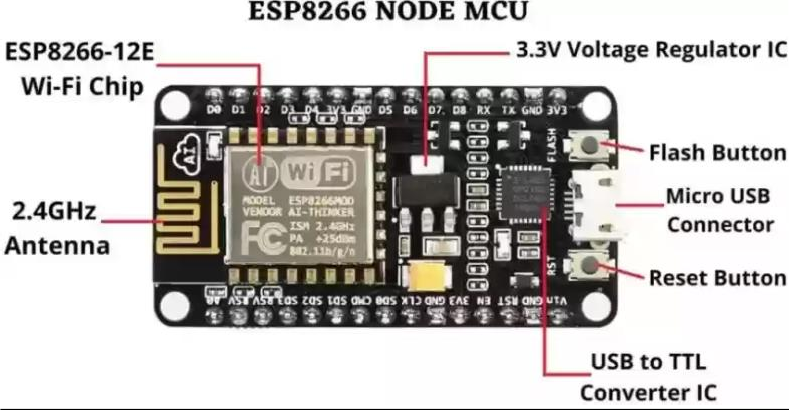 ESP8266 NODE MCU
ESP8266-12E
Wi-Fi Chip
3.3V Voltage Regulator IC
D0 D1 D2 D3 D4 3V3 GND D5 D6 D7 D8 RX TX GND 3V3
FLASH
Flash Button
AI
AI Wi Fi
MODEL ESP8266MOD
VENDOR AI-THINKER
ISM 2.4GHz
PA +25dBm
802.11b/g/n
FC
2.4GHz
Antenna
Micro USB
Connector
RST
Reset Button
A0 RSV RSV SD3 SD2 SD1 CMD SD0 CLK GND 3V3 EN RST GND Vin
USB to TTL
Converter IC